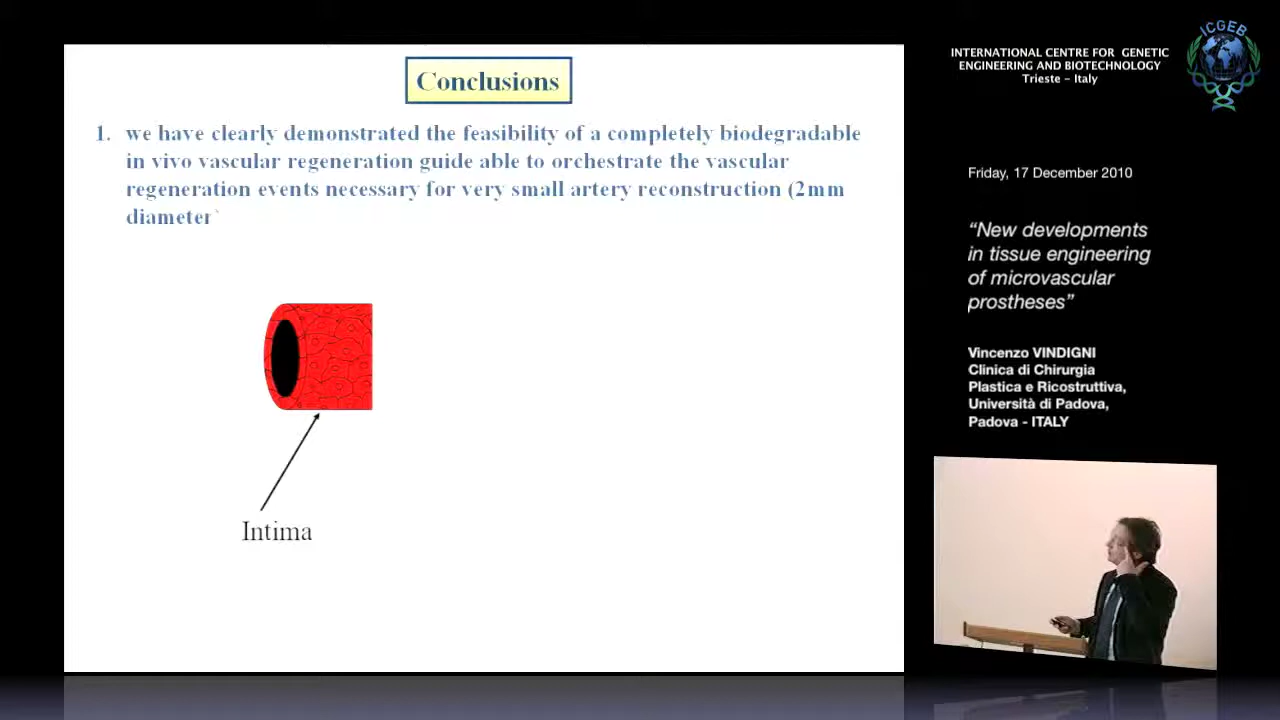 Conclusions
1. we have clearly demonstrated the feasibility of a completely biodegradable
in vivo vascular regeneration guide able to orchestrate the vascular
regeneration events necessary for very small artery reconstruction (2mm
diameter
Intima
ICGEB
INTERNATIONAL CENTRE FOR GENETIC
ENGINEERING AND BIOTECHNOLOGY
Trieste - Italy
Friday, 17 December 2010
“New developments
in tissue engineering
of microvascular
prostheses”
Vincenzo VINDIGNI
Clinica di Chirurgia
Plastica e Ricostruttiva,
Università di Padova,
Padova - ITALY